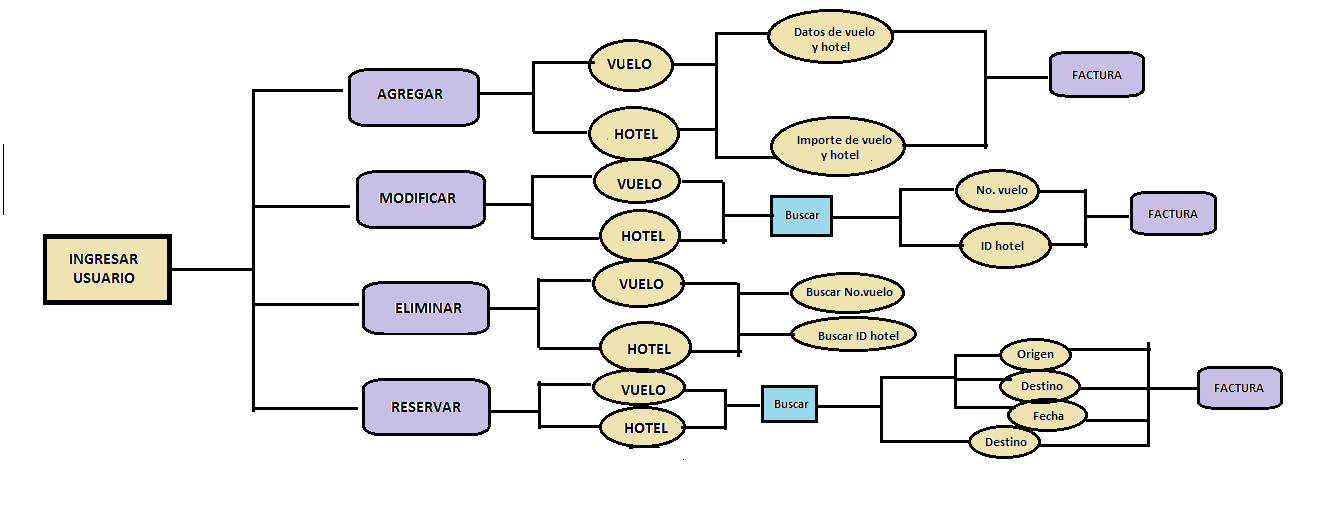 INGRESAR
USUARIO
AGREGAR
VUELO
HOTEL
Datos de vuelo
y hotel
Importe de vuelo
y hotel
FACTURA
MODIFICAR
VUELO
HOTEL
Buscar
No. vuelo
ID hotel
FACTURA
ELIMINAR
VUELO
HOTEL
Buscar No.vuelo
Buscar ID hotel
RESERVAR
VUELO
HOTEL
Buscar
Origen
Destino
Fecha
Destino
FACTURA